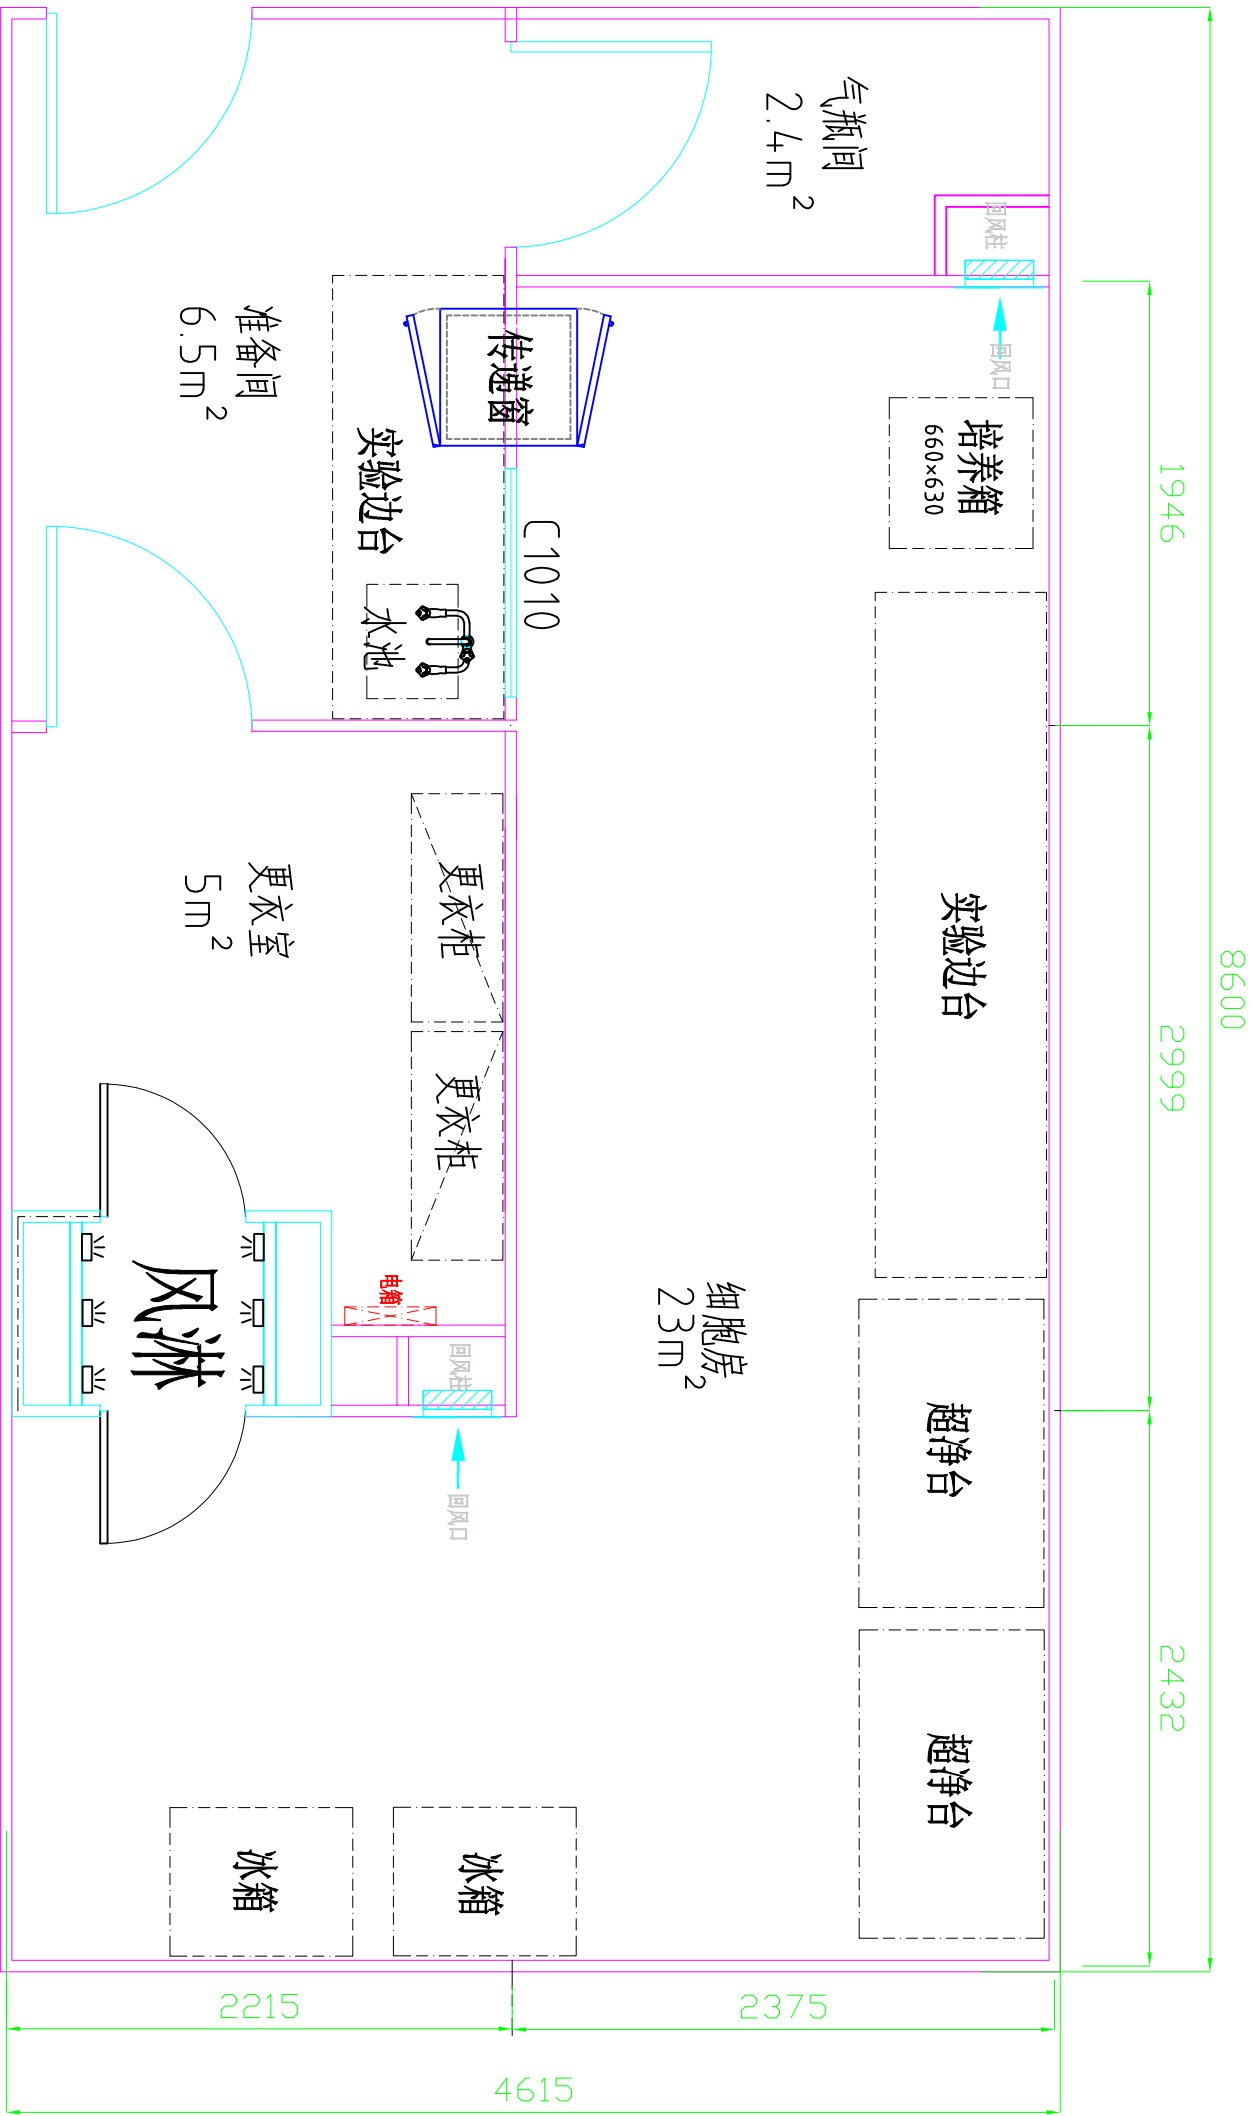 8600
1946
2999
2432
气瓶间
2.4m²
回风柱
回风口
培养箱
660×630
实验边台
超净台
超净台
细胞房
23m²
C1010
传递窗
实验边台
水池
准备间
6.5m²
更衣柜
更衣柜
更衣室
5m²
电箱
回风柱
回风口
风淋
冰箱
冰箱
2375
2215
4615